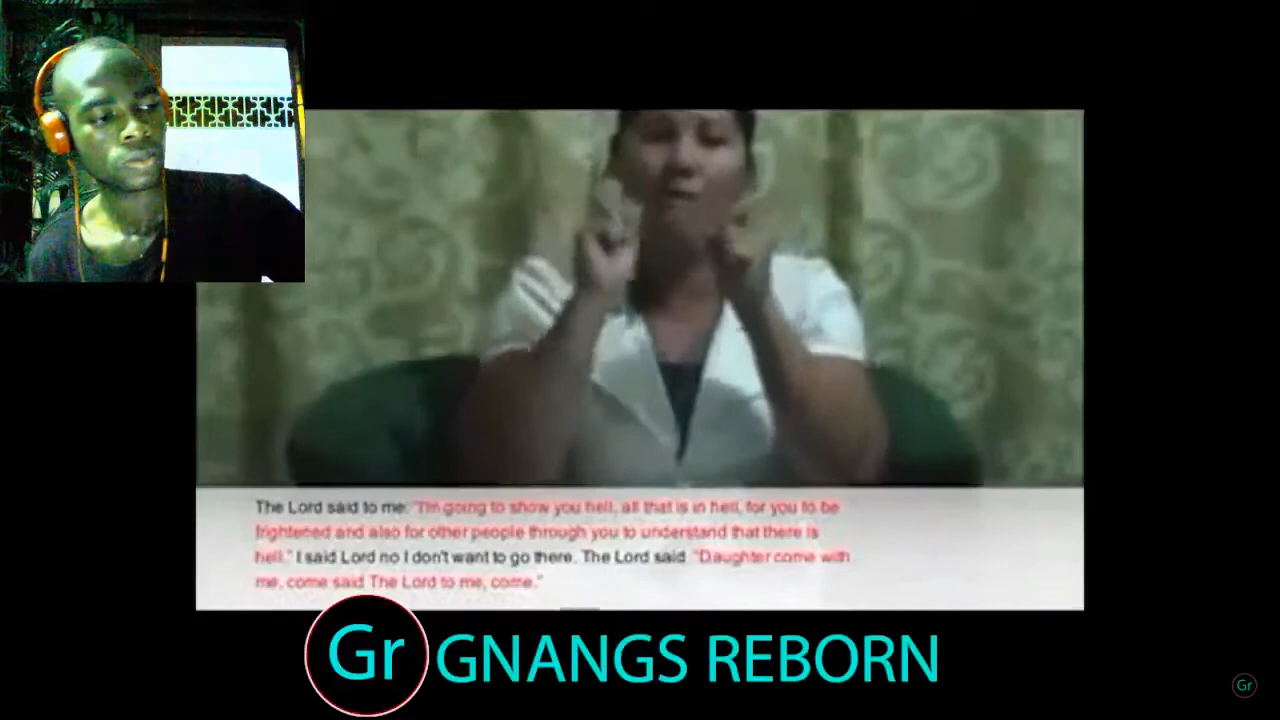 The Lord said to me: "I'm going to show you hell, all that is in hell, for you to be
frightened and also for other people through you to understand that there is
hell." I said Lord no I don't want to go there. The Lord said "Daughter come with
me, come said The Lord to me, come."
Gr GNANGS REBORN
Gr